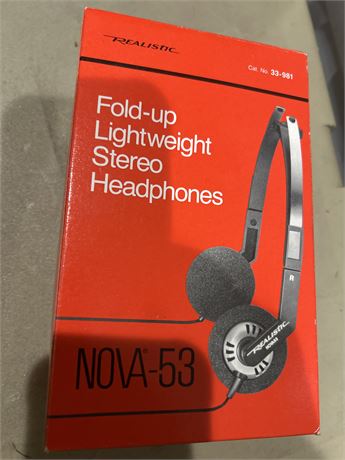 REALISTIC
Cat. No. 33-981
Fold-up
Lightweight
Stereo
Headphones
R
REALISTIC
NOVA®-53